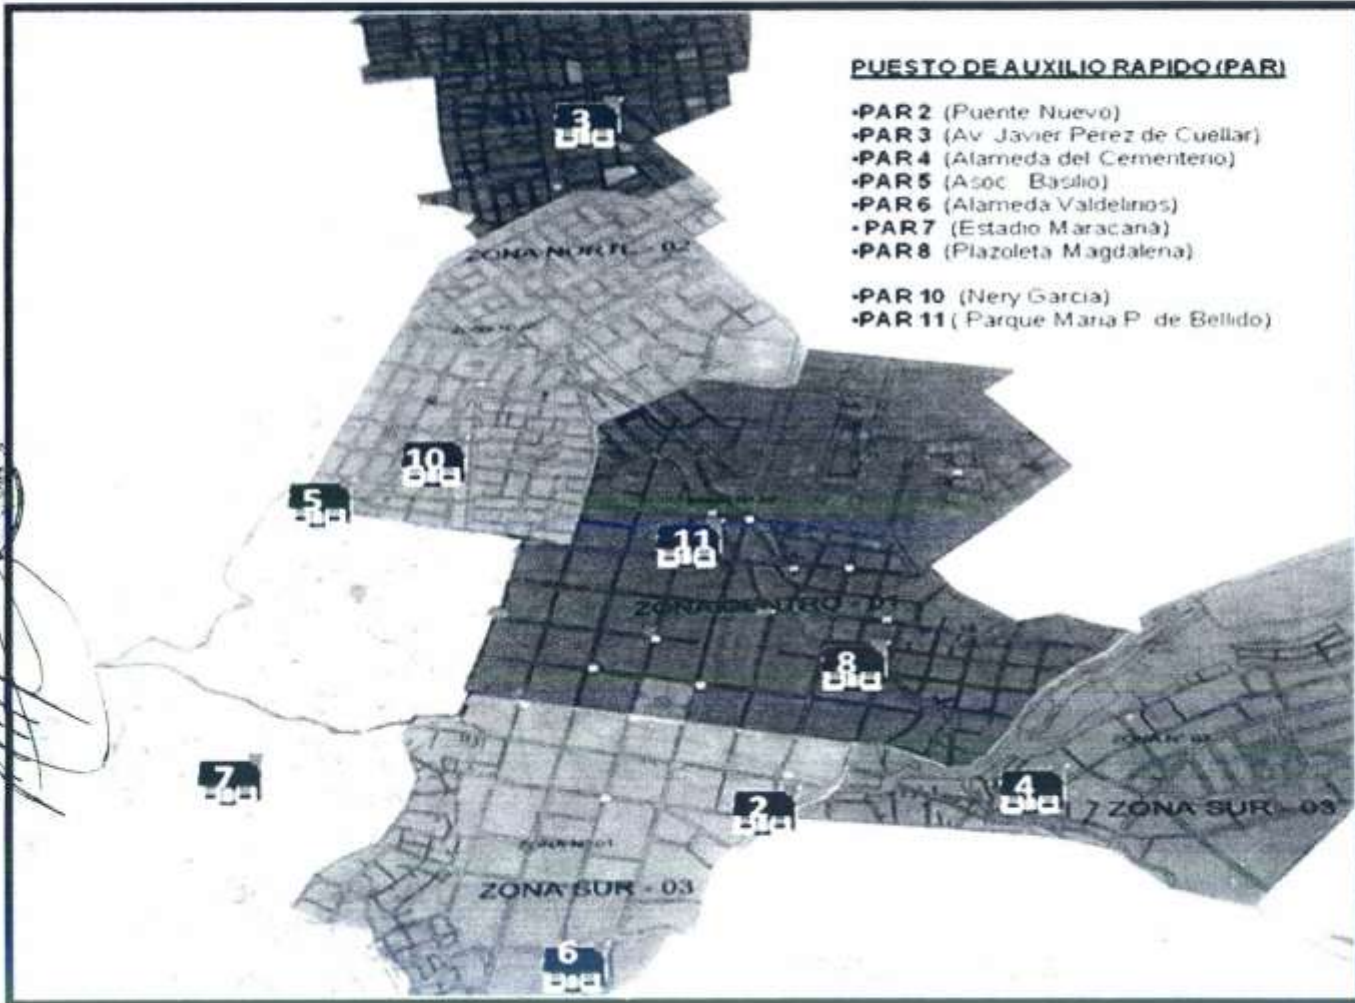 PUESTO DE AUXILIO RAPIDO (PAR)
•PAR 2 (Puente Nuevo)
•PAR 3 (Av Javier Perez de Cuellar)
•PAR 4 (Alameda del Cementerio)
•PAR 5 (Asoc. Basilio)
•PAR 6 (Alameda Valdelirios)
•PAR 7 (Estadio Maracaná)
•PAR 8 (Plazoleta Magdalena)
•PAR 10 (Nery Garcia)
•PAR 11 ( Parque Maria P. de Bellido)
3
ZONA NORTE - 02
10
5
11
ZONA CENTRO - 01
8
7
2
4
ZONA SUR - 03
ZONA SUR - 03
6